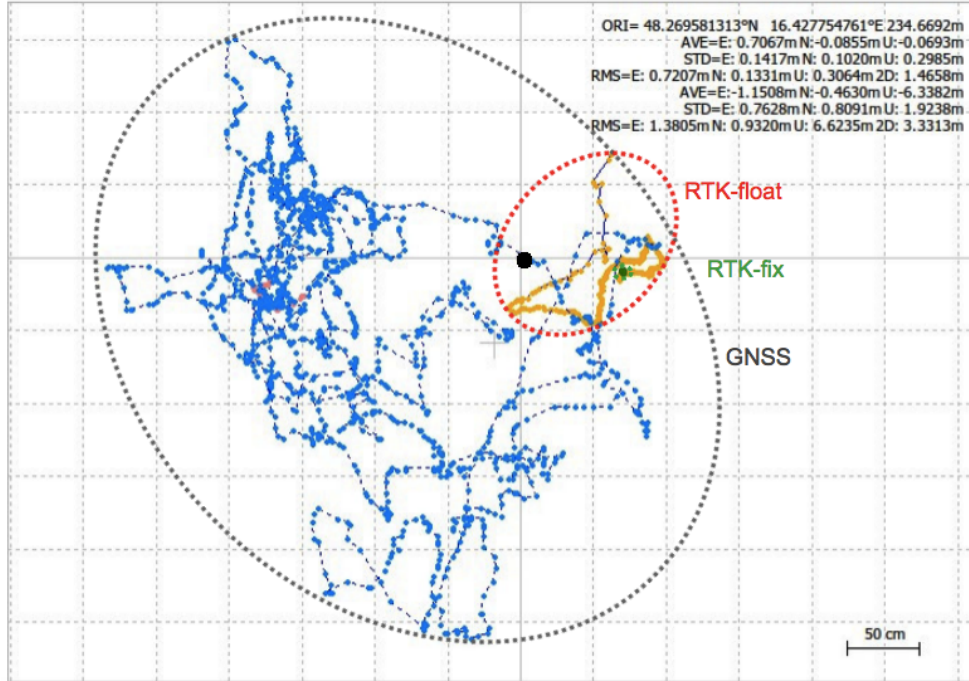 ORI= 48.269581313°N 16.427754761°E 234.6692m
AVE=E: 0.7067m N:-0.0855m U:-0.0693m
STD=E: 0.1417m N: 0.1020m U: 0.2985m
RMS=E: 0.7207m N: 0.1331m U: 0.3064m 2D: 1.4658m
AVE=E:-1.1508m N:-0.4630m U:-6.3382m
STD=E: 0.7628m N: 0.8091m U: 1.9238m
RMS=E: 1.3805m N: 0.9320m U: 6.6235m 2D: 3.3313m
RTK-float
RTK-fix
GNSS
50 cm